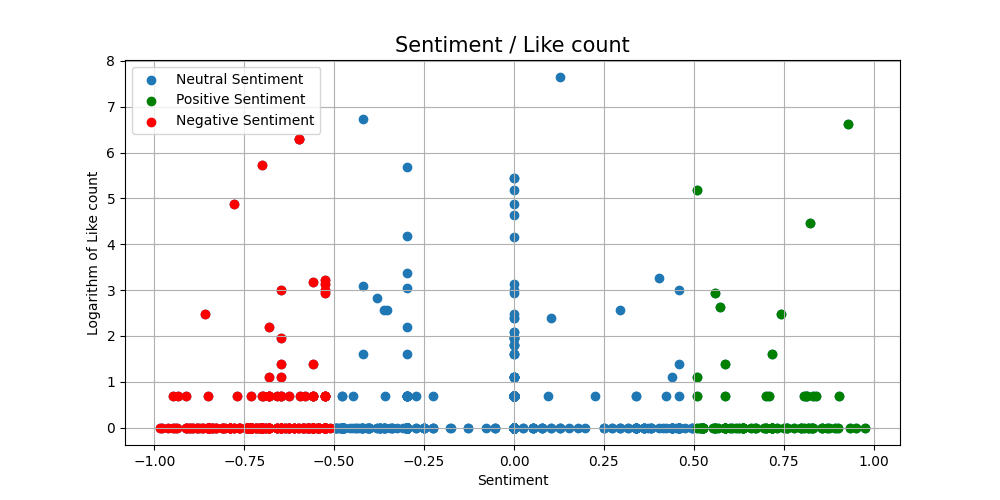 Sentiment / Like count
Neutral Sentiment
Positive Sentiment
Negative Sentiment
Logarithm of Like count
8
7
6
5
4
3
2
1
0
−1.00 −0.75 −0.50 −0.25 0.00 0.25 0.50 0.75 1.00
Sentiment